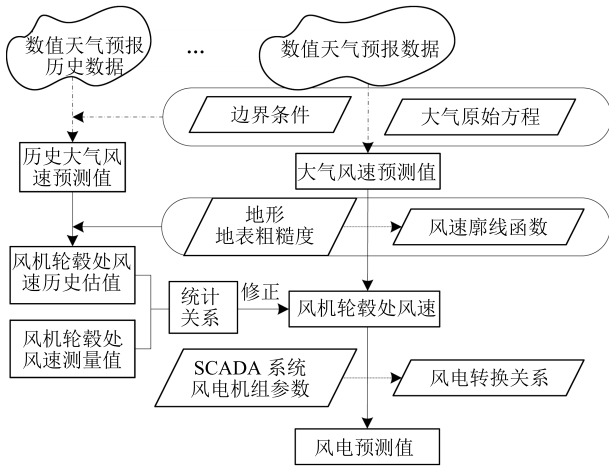 数值天气预报
历史数据
...
数值天气预报数据
边界条件
大气原始方程
历史大气风
速预测值
大气风速预测值
地形
地表粗糙度
风速廓线函数
风机轮毂处风
速历史估值
统计
关系
修正
风机轮毂处风速
风机轮毂处
风速测量值
SCADA 系统
风电机组参数
风电转换关系
风电预测值